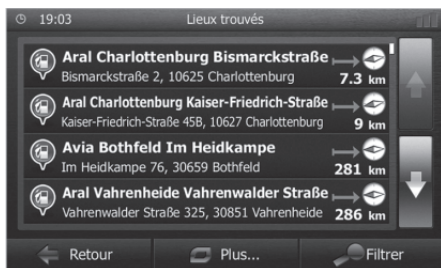 19:03 Lieux trouvés
Aral Charlottenburg Bismarckstraße
Bismarckstraße 2, 10625 Charlottenburg 7.3 km
Aral Charlottenburg Kaiser-Friedrich-Straße
Kaiser-Friedrich-Straße 45B, 10627 Charlottenburg 9 km
Avia Bothfeld Im Heidkampe
Im Heidkampe 76, 30659 Bothfeld 281 km
Aral Vahrenheide Vahrenwalder Straße
Vahrenwalder Straße 325, 30851 Vahrenheide 286 km
Retour Plus... Filtrer